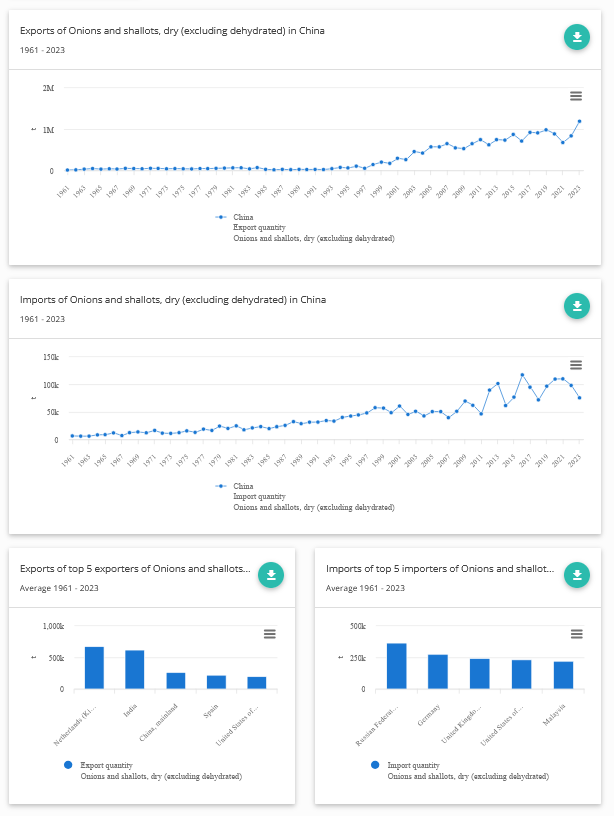 Exports of Onions and shallots, dry (excluding dehydrated) in China
1961 - 2023
2M
1M
0
t
1961 1963 1965 1967 1969 1971 1973 1975 1977 1979 1981 1983 1985 1987 1989 1991 1993 1995 1997 1999 2001 2003 2005 2007 2009 2011 2013 2015 2017 2019 2021 2023
China
Export quantity
Onions and shallots, dry (excluding dehydrated)
Imports of Onions and shallots, dry (excluding dehydrated) in China
1961 - 2023
150k
100k
50k
0
t
1961 1963 1965 1967 1969 1971 1973 1975 1977 1979 1981 1983 1985 1987 1989 1991 1993 1995 1997 1999 2001 2003 2005 2007 2009 2011 2013 2015 2017 2019 2021 2023
China
Import quantity
Onions and shallots, dry (excluding dehydrated)
Exports of top 5 exporters of Onions and shallots...
Average 1961 - 2023
1,000k
500k
0
t
Netherlands (Ki...
India
China, mainland
Spain
United States of...
Export quantity
Onions and shallots, dry (excluding dehydrated)
Imports of top 5 importers of Onions and shallot...
Average 1961 - 2023
500k
250k
0
t
Russian Federat...
Germany
United Kingdo...
United States of...
Malaysia
Import quantity
Onions and shallots, dry (excluding dehydrated)